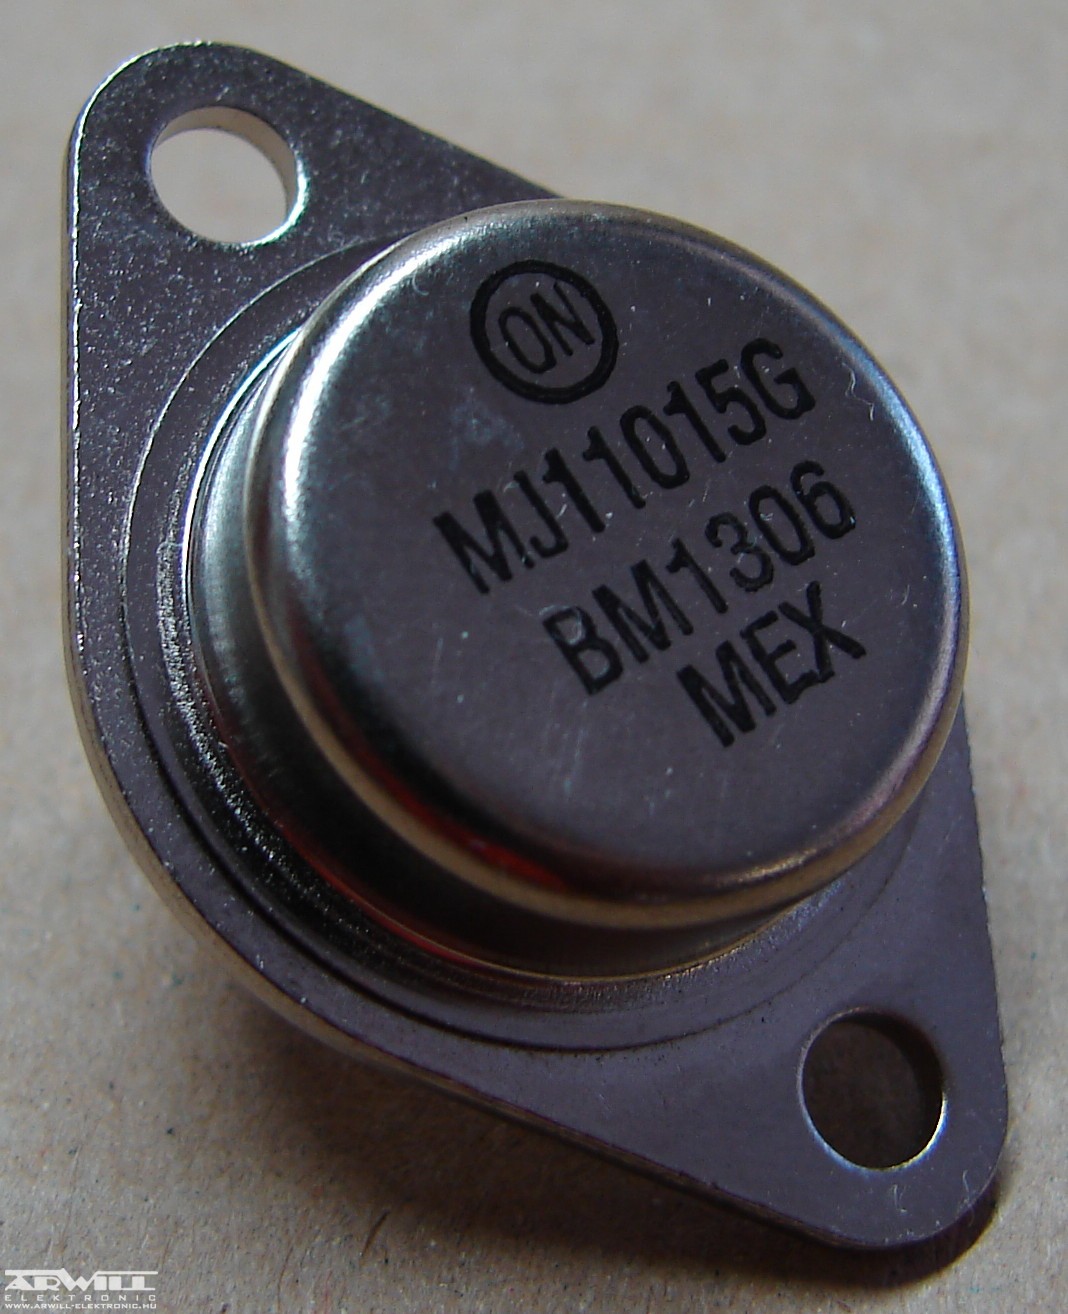 ON
MJ11015G
BM1306
MEX
ARWILL
ELEKTRONIC
WWW.ARWILL-ELEKTRONIC.HU